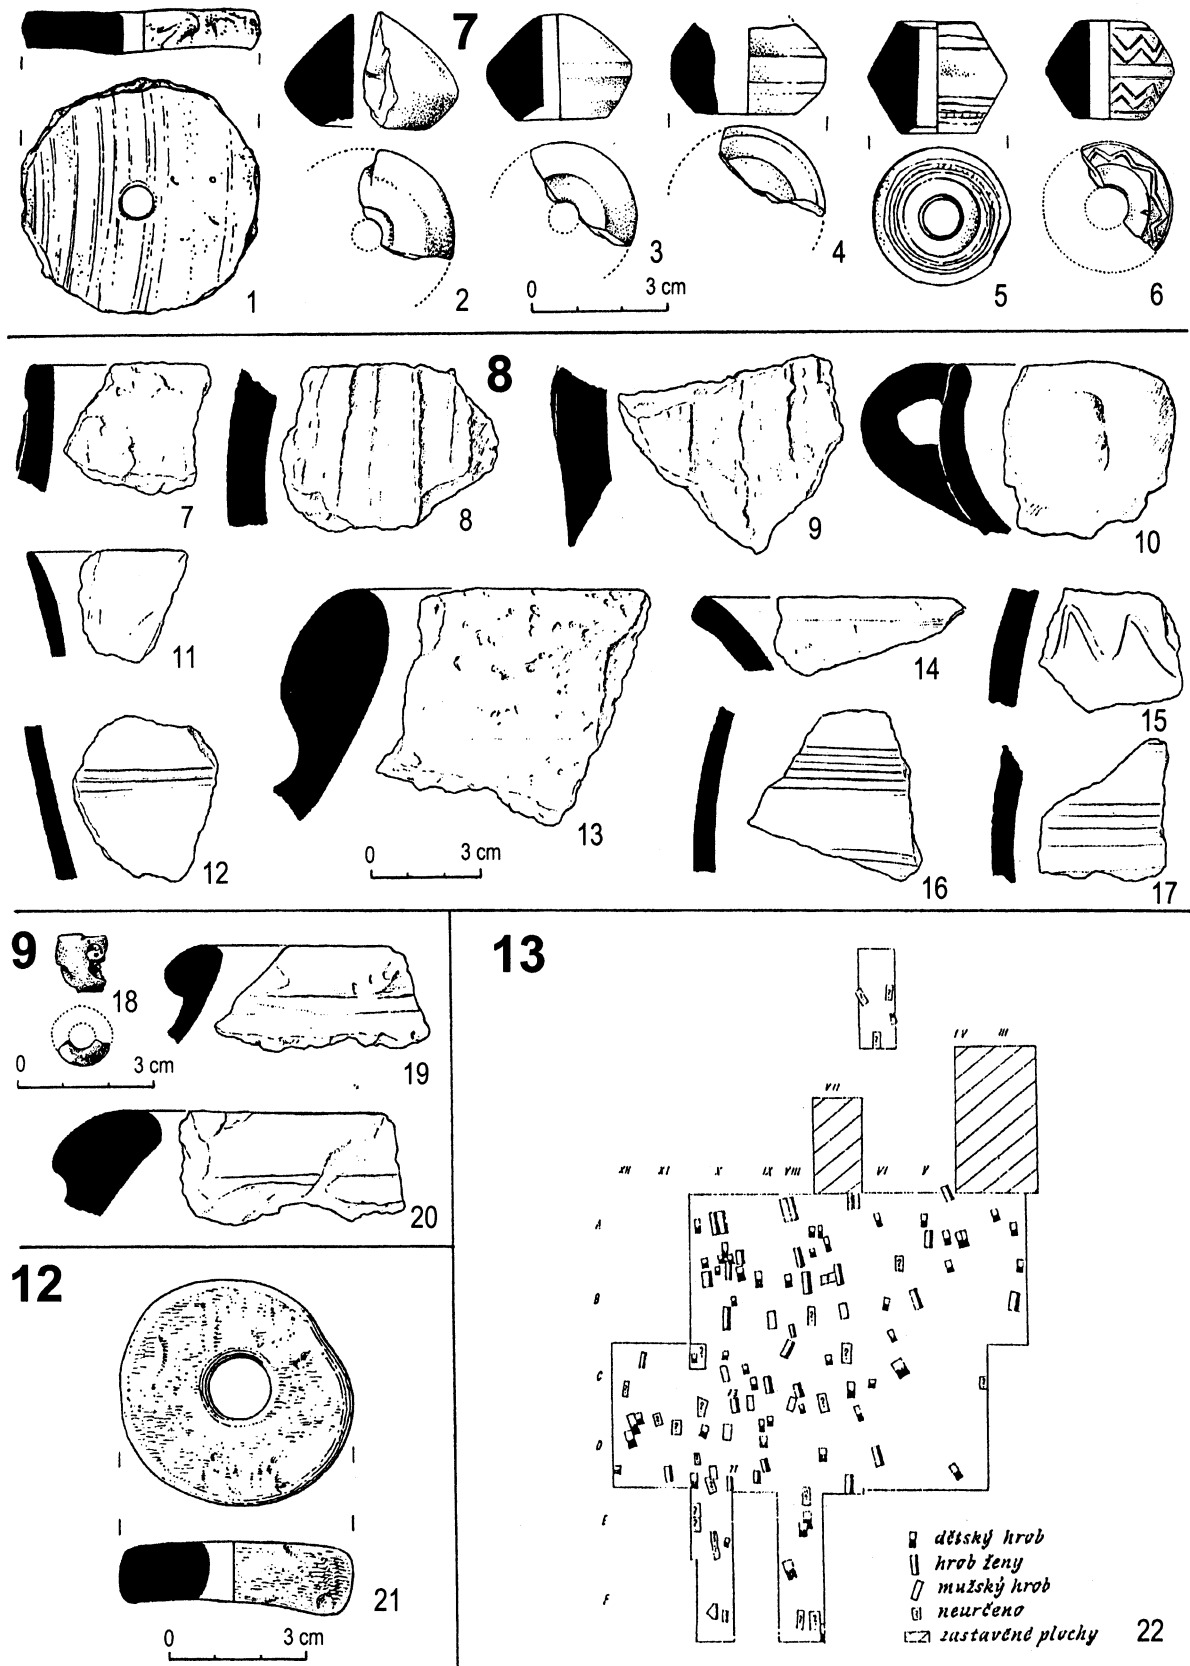 7
1
2
3
4
5
6
0 3 cm
8
7
8
9
10
11
12
13
14
15
16
17
0 3 cm
9
18
19
0 3 cm
20
12
21
0 3 cm
13
IV III
VII
XII XI X IX VIII VI V
A
B
C
D
E
F
dětský hrob
hrob ženy
mužský hrob
neurčeno
zastavěné plochy
22